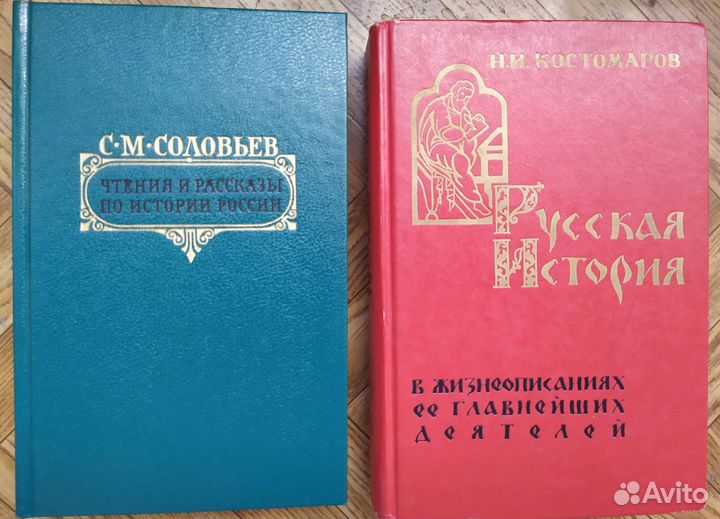 С·М·СОЛОВЬЕВ
ЧТЕНИЯ И РАССКАЗЫ
ПО ИСТОРИИ РОССИИ
Н.И. КОСТОМАРОВ
РУССКАЯ
ИСТОРИЯ
В ЖИЗНЕОПИСАНИЯХ
ЕЕ ГЛАВНЕЙШИХ
ДЕЯТЕЛЕЙ
Avito